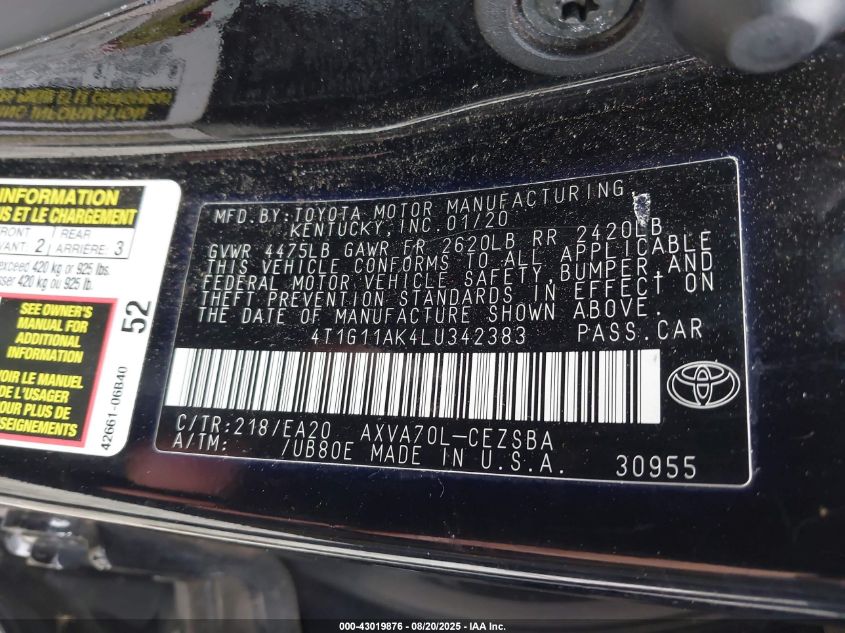 INFORMATION
IS ET LE CHARGEMENT
FRONT
VANT 2
REAR
ARRIÈRE 3
exceed 420 kg or 925 lbs.
sser 420 kg ou 925 lb.
SEE OWNER'S
MANUAL FOR
ADDITIONAL
INFORMATION
VOIR LE MANUEL
DE L'USAGER
POUR PLUS DE
52
42661-06B40
MFD.BY:TOYOTA MOTOR MANUFACTURING,
KENTUCKY,INC.01/20
GVWR 4475LB GAWR FR 2620LB RR 2420LB
THIS VEHICLE CONFORMS TO ALL APPLICABLE
FEDERAL MOTOR VEHICLE SAFETY,BUMPER,AND
THEFT PREVENTION STANDARDS IN EFFECT ON
THE DATE OF MANUFACTURE SHOWN ABOVE.
4T1G11AK4LU342383 PASS.CAR
C/TR:218/EA20 AXVA70L-CEZSBA
A/TM: /UB80E MADE IN U.S.A. 30955
000-43019876 - 08/20/2025 - IAA Inc.